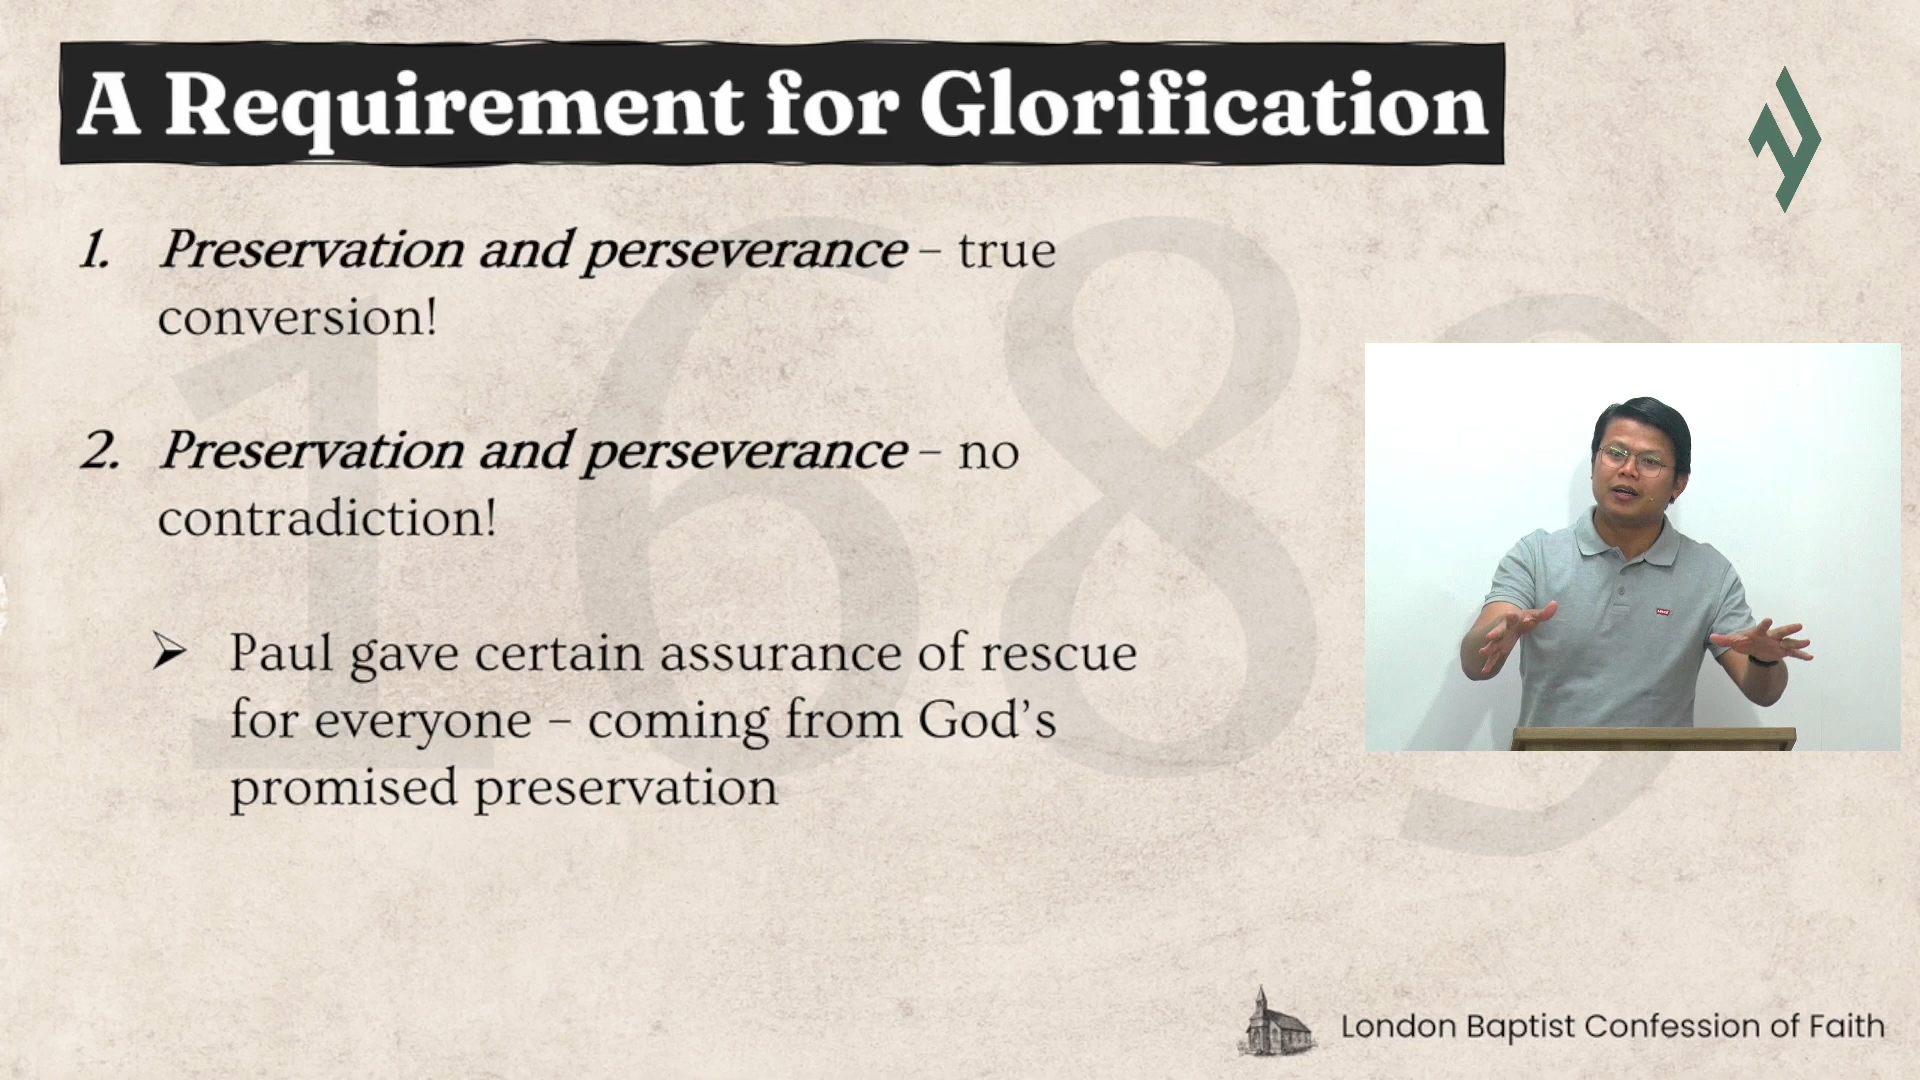 A Requirement for Glorification
1. Preservation and perseverance – true
conversion!
2. Preservation and perseverance – no
contradiction!
➢ Paul gave certain assurance of rescue
for everyone – coming from God’s
promised preservation
1689
London Baptist Confession of Faith